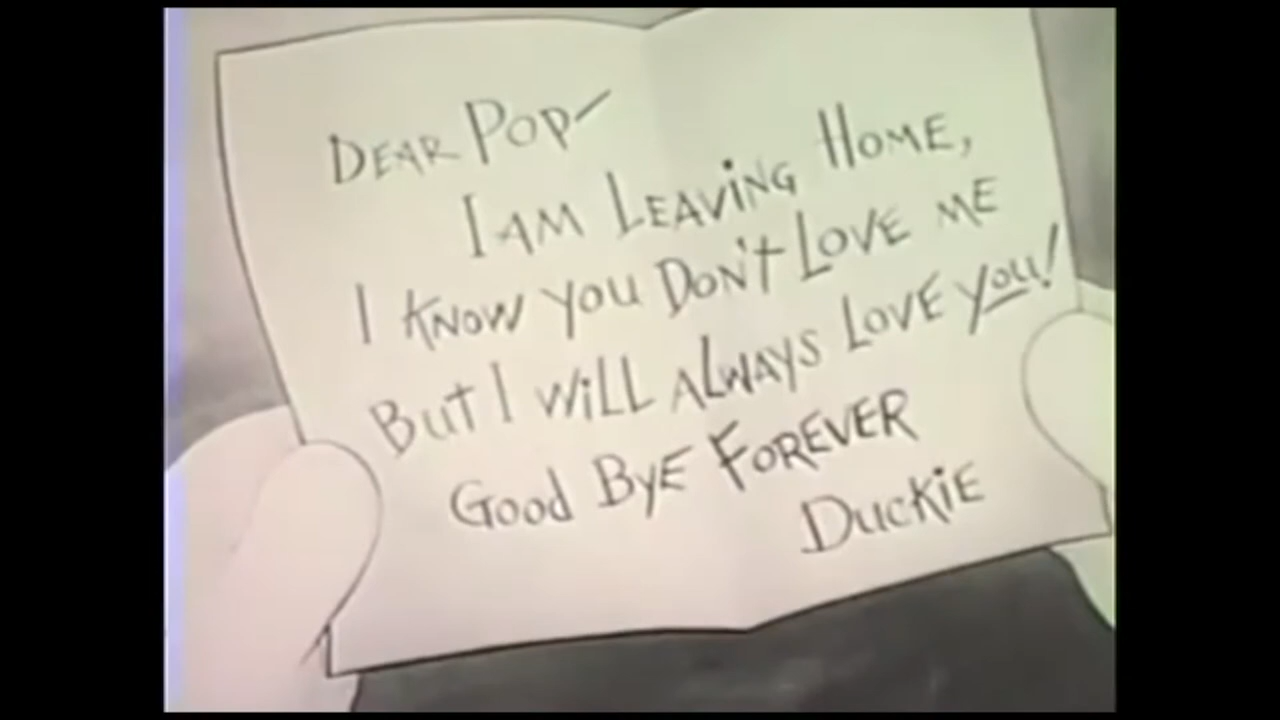 DEAR POP-
I AM LEAVING HOME,
I KNOW YOU DON'T LOVE ME
BUT I WILL ALWAYS LOVE YOU!
GOOD BYE FOREVER
DUCKIE